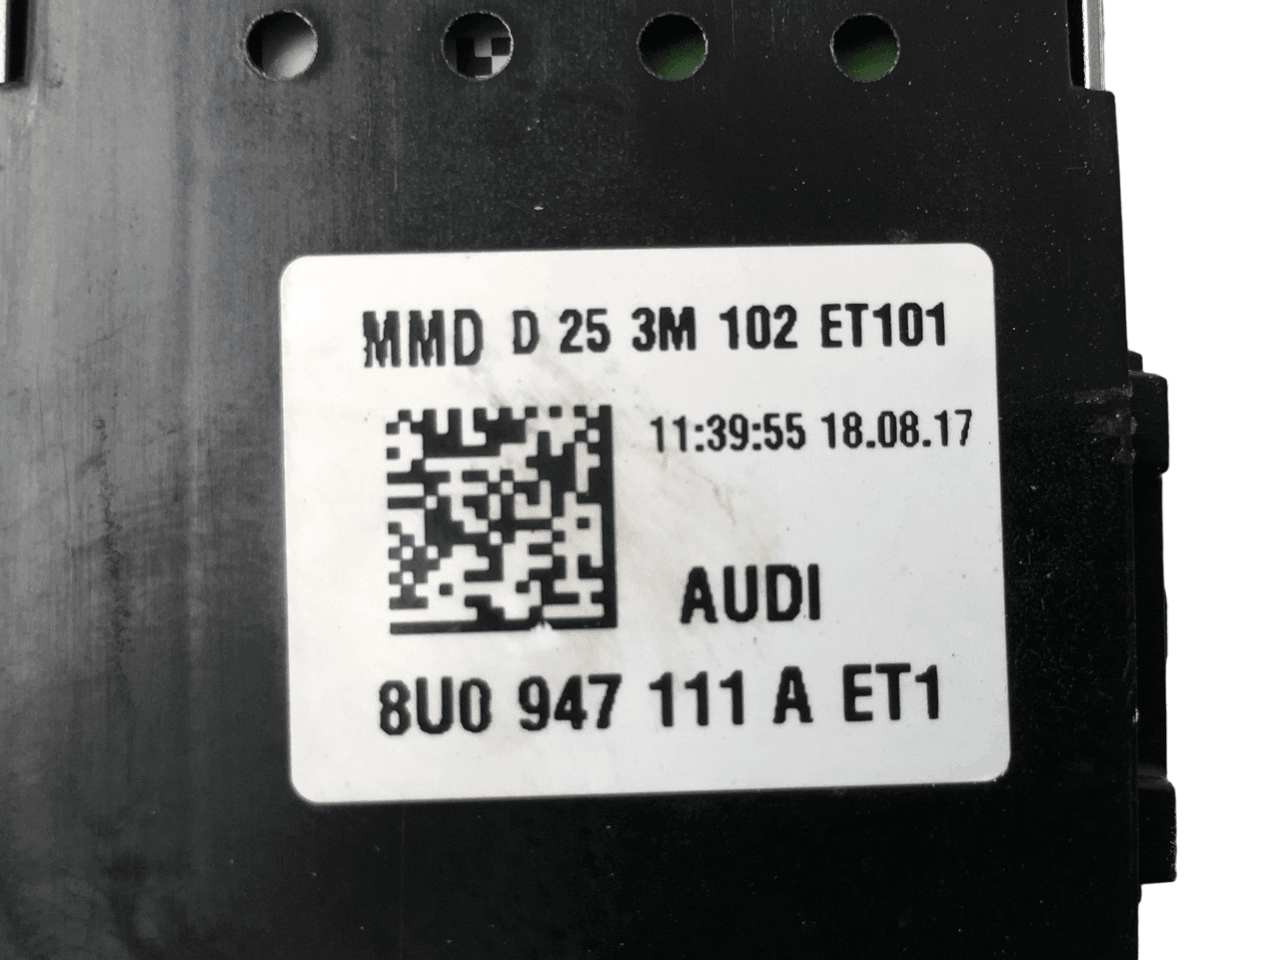 MMD D 25 3M 102 ET101
11:39:55 18.08.17
AUDI
8U0 947 111 A ET1